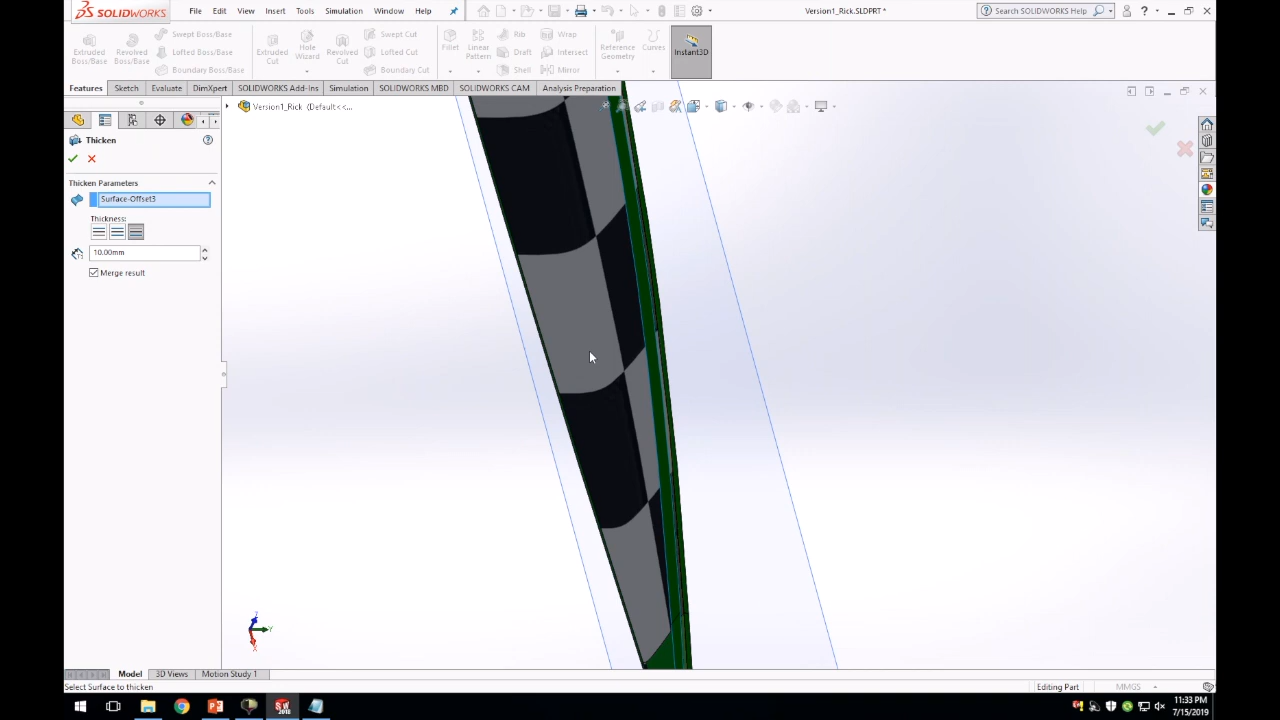 SOLIDWORKS File Edit View Insert Tools Simulation Window Help Version1_Rick.SLDPRT * Search SOLIDWORKS Help
Extruded Boss/Base Revolved Boss/Base Swept Boss/Base Lofted Boss/Base Boundary Boss/Base Extruded Cut Hole Wizard Revolved Cut Swept Cut Lofted Cut Boundary Cut Fillet Linear Pattern Rib Draft Shell Wrap Intersect Mirror Reference Geometry Curves Instant3D
Features Sketch Evaluate DimXpert SOLIDWORKS Add-Ins Simulation SOLIDWORKS MBD SOLIDWORKS CAM Analysis Preparation
Version1_Rick (Default<<...
Thicken
Thicken Parameters
Surface-Offset3
Thickness:
10.00mm
Merge result
Z
Y
X
Model 3D Views Motion Study 1
Select Surface to thicken Editing Part MMGS
11:33 PM
7/15/2019